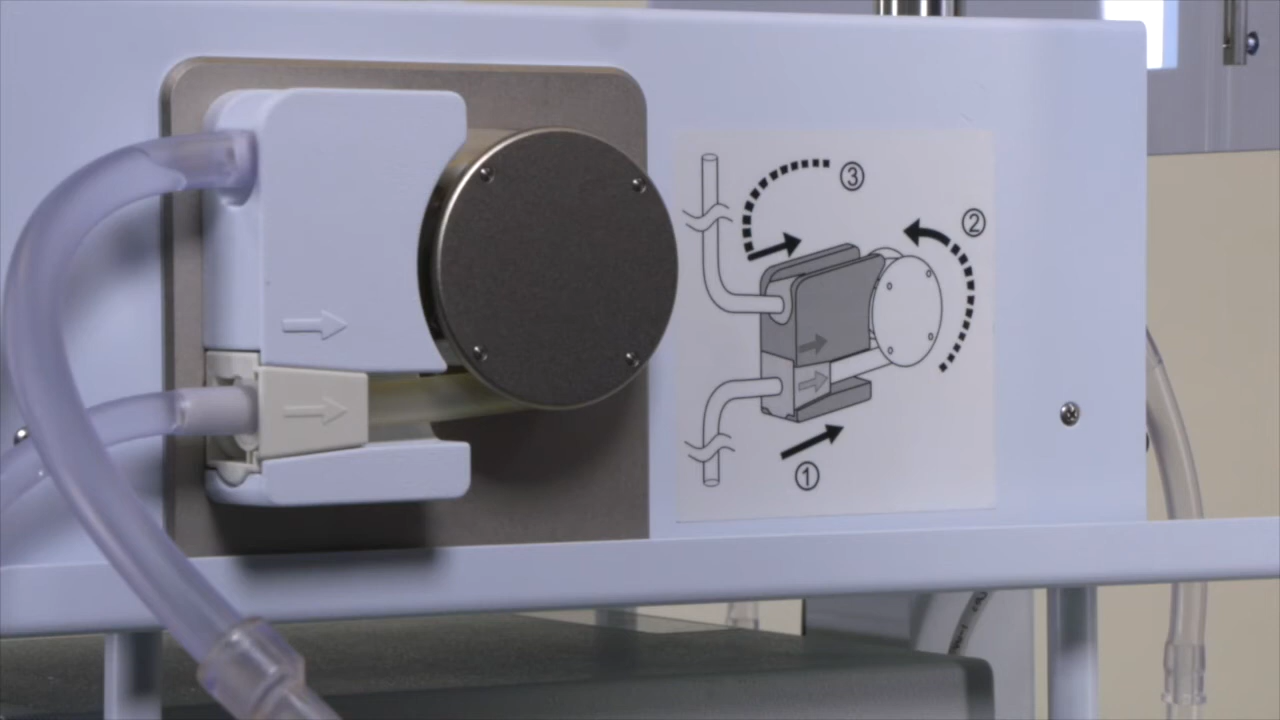 ③
②
①